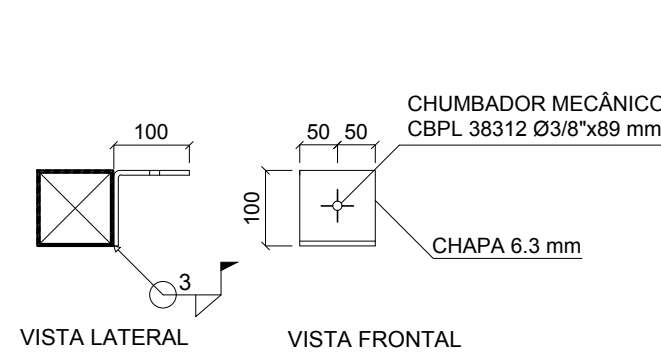 CHUMBADOR MECÂNICO
CBPL 38312 Ø3/8"x89 mm
100
50 50
100
CHAPA 6.3 mm
3
VISTA LATERAL
VISTA FRONTAL